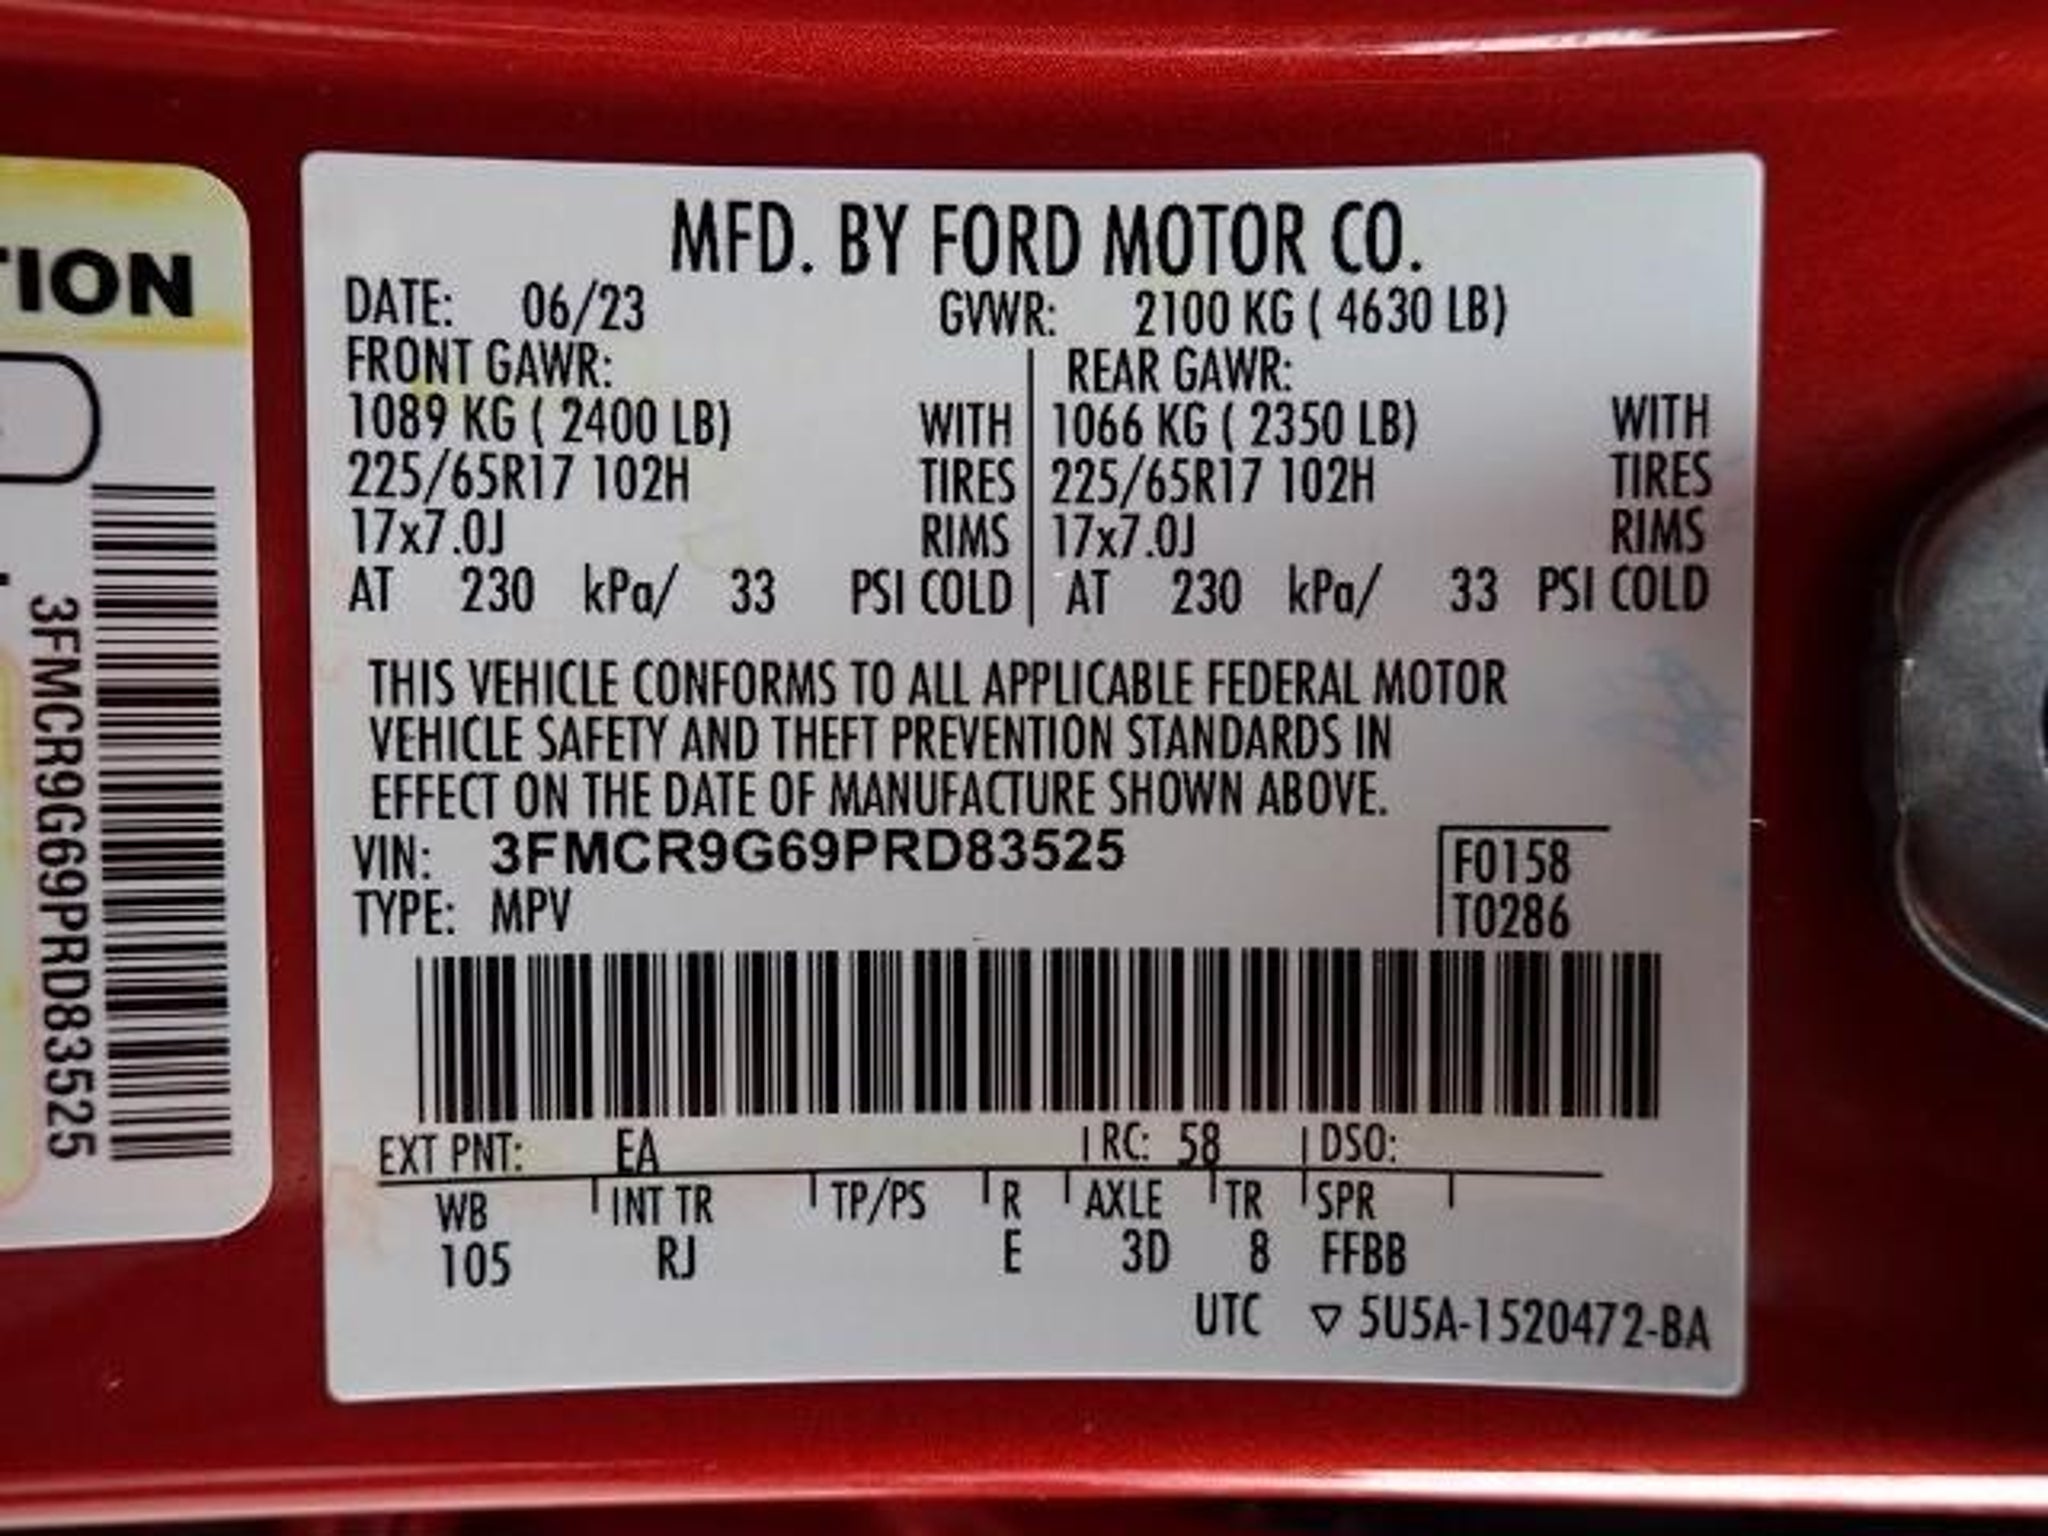 TION
3FMCR9G69PRD83525
MFD. BY FORD MOTOR CO.
DATE: 06/23 GVWR: 2100 KG ( 4630 LB)
FRONT GAWR: REAR GAWR:
1089 KG ( 2400 LB) WITH 1066 KG ( 2350 LB) WITH
225/65R17 102H TIRES 225/65R17 102H TIRES
17x7.0J RIMS 17x7.0J RIMS
AT 230 kPa/ 33 PSI COLD AT 230 kPa/ 33 PSI COLD
THIS VEHICLE CONFORMS TO ALL APPLICABLE FEDERAL MOTOR
VEHICLE SAFETY AND THEFT PREVENTION STANDARDS IN
EFFECT ON THE DATE OF MANUFACTURE SHOWN ABOVE.
VIN: 3FMCR9G69PRD83525 F0158
TYPE: MPV T0286
EXT PNT: EA RC: 58 DSO:
WB INT TR TP/PS R AXLE TR SPR
105 RJ E 3D 8 FFBB
UTC ▽ 5U5A-1520472-BA